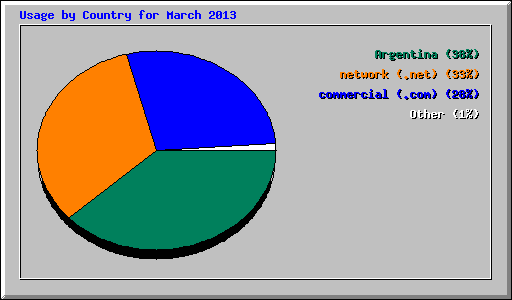 Usage by Country for March 2013
Argentina (38%)
network (.net) (33%)
commercial (.com) (28%)
Other (1%)